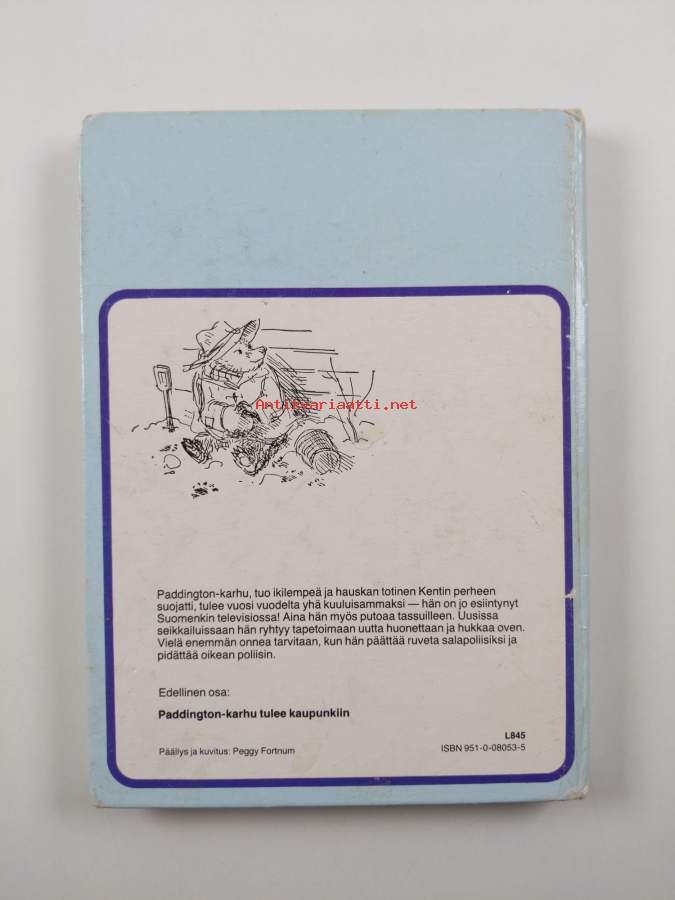 Antikvariaatti.net
Paddington-karhu, tuo ikilempeä ja hauskan totinen Kentin perheen
suojatti, tulee vuosi vuodelta yhä kuuluisammaksi — hän on jo esiintynyt
Suomenkin televisiossa! Aina hän myös putoaa tassuilleen. Uusissa
seikkailuissaan hän ryhtyy tapetoimaan uutta huonettaan ja hukkaa oven.
Vielä enemmän onnea tarvitaan, kun hän päättää ruveta salapoliisiksi ja
pidättää oikean poliisin.
Edellinen osa:
Paddington-karhu tulee kaupunkiin
L845
Päällys ja kuvitus: Peggy Fortnum
ISBN 951-0-08053-5